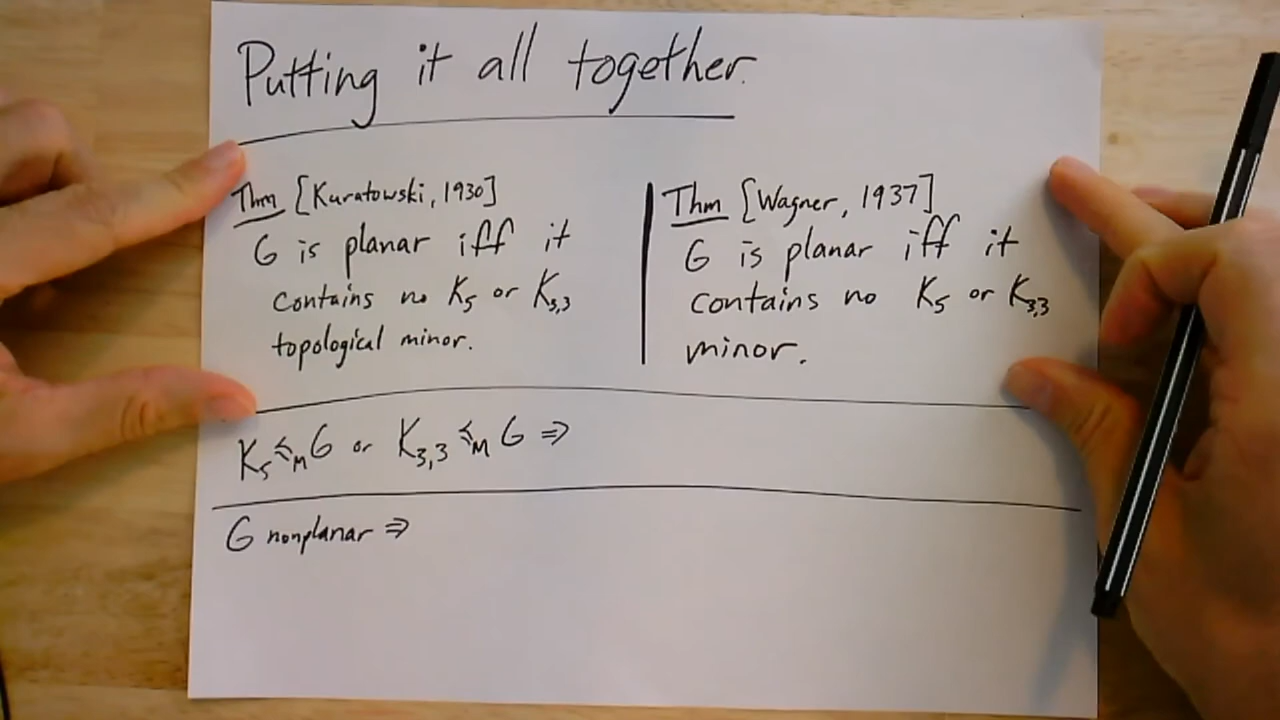 Putting it all together.
Thm [Kuratowski, 1930]
G is planar iff it
contains no K₅ or K₃,₃
topological minor.
Thm [Wagner, 1937]
G is planar iff it
contains no K₅ or K₃,₃
minor.
K₅ ≤ₘ G or K₃,₃ ≤ₘ G ⇒
G nonplanar ⇒